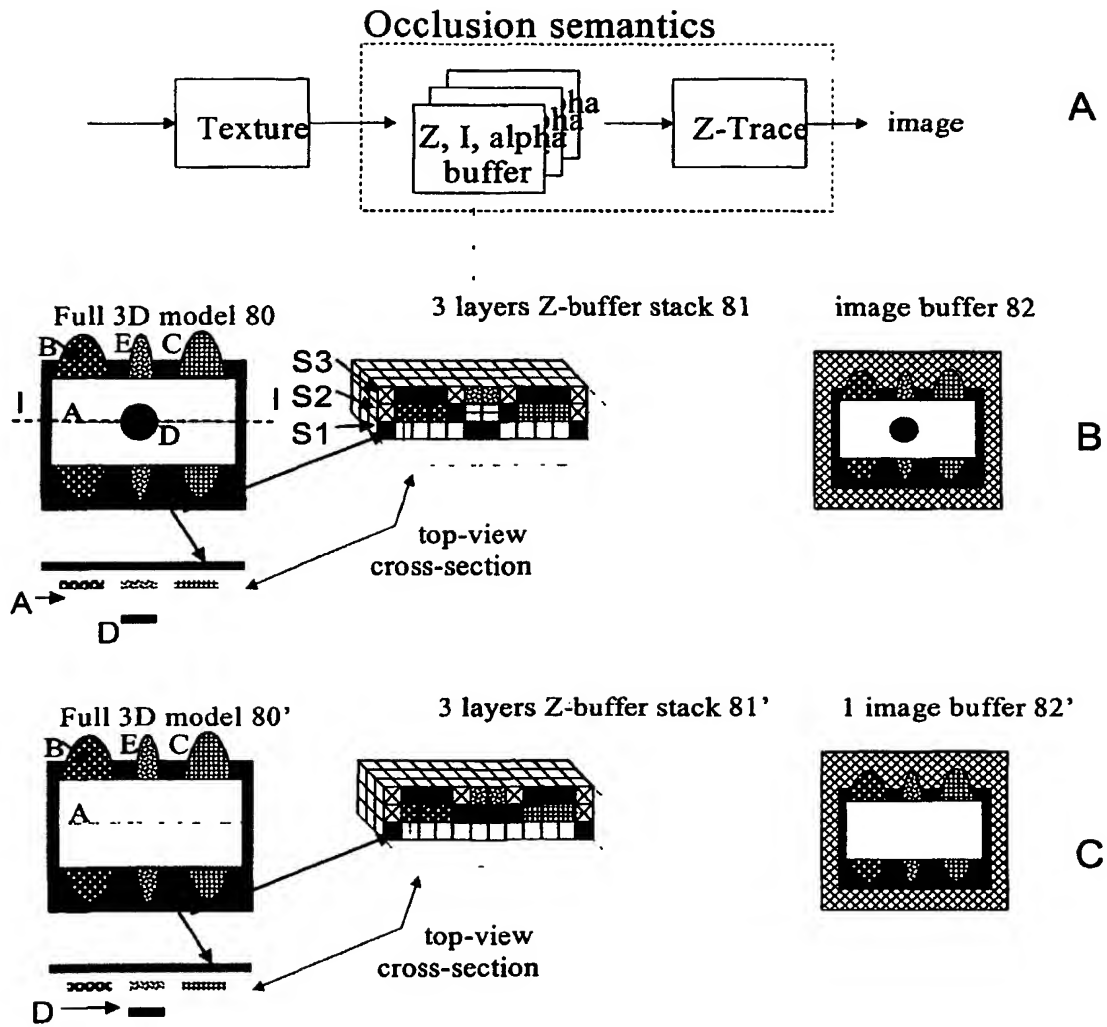 Occlusion semantics
Texture
pha
pha
Z, I, alpha
buffer
Z-Trace
image
A
Full 3D model 80
3 layers Z-buffer stack 81
image buffer 82
B
E
C
I
A
D
I
S3
S2
S1
B
top-view
cross-section
A
D
Full 3D model 80'
3 layers Z-buffer stack 81'
1 image buffer 82'
B
E
C
A
C
top-view
cross-section
D